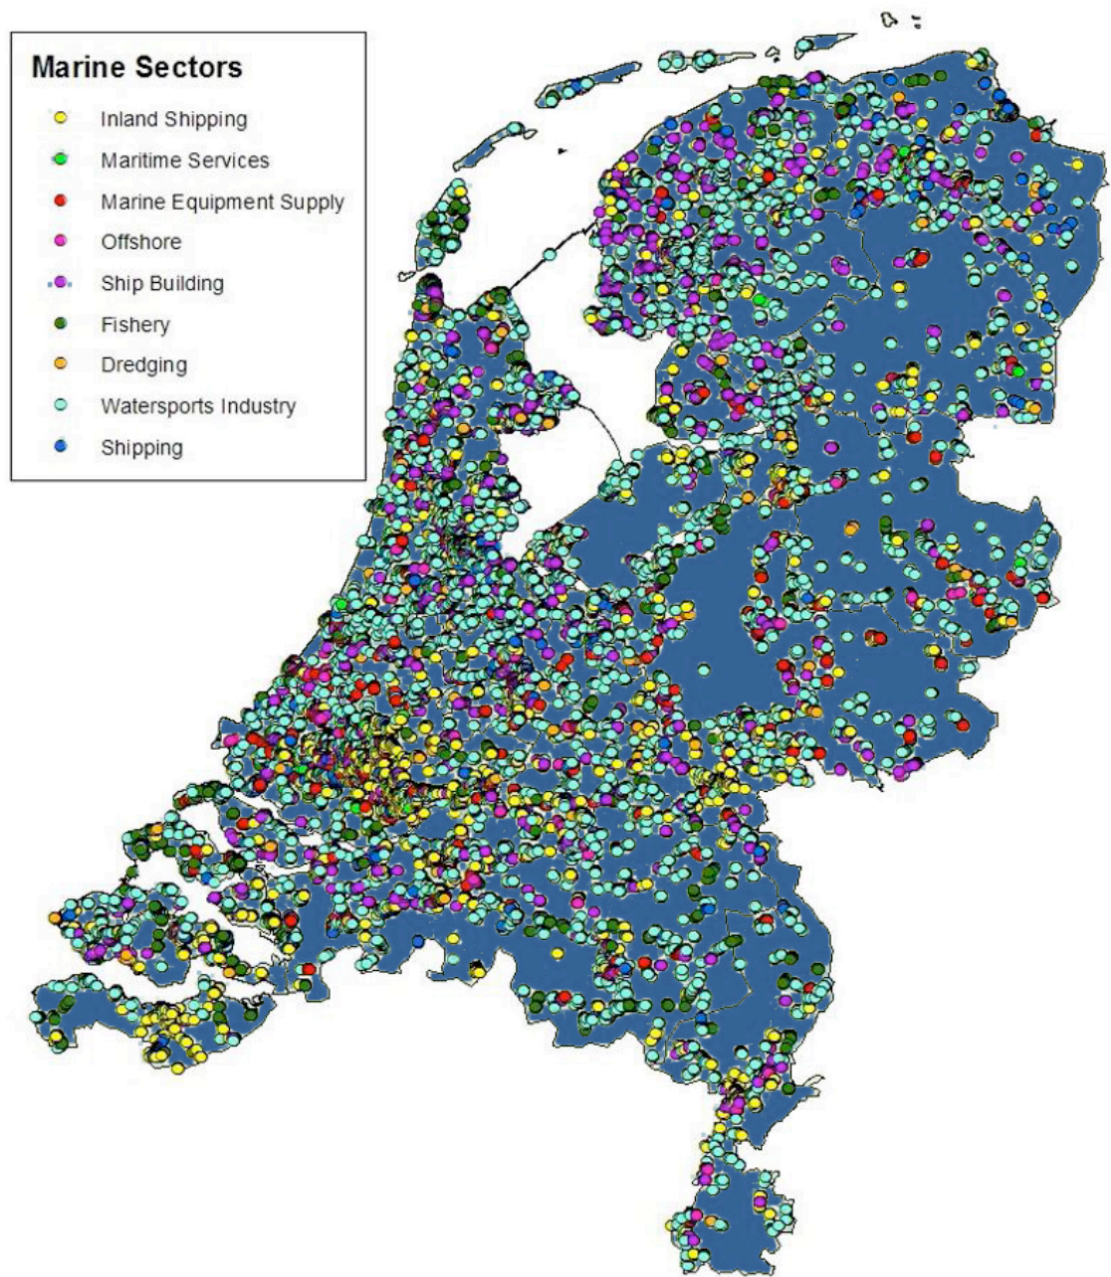 Marine Sectors
Inland Shipping
Maritime Services
Marine Equipment Supply
Offshore
Ship Building
Fishery
Dredging
Watersports Industry
Shipping